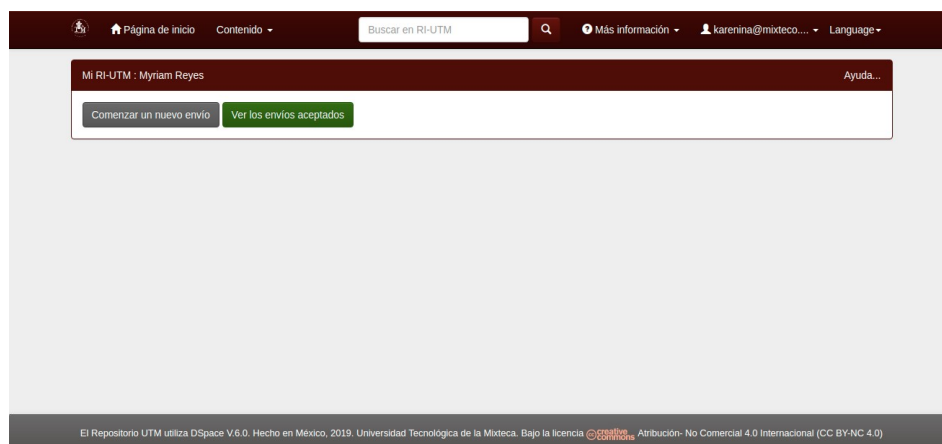 Página de inicio Contenido Buscar en RI-UTM Más información karenina@mixteco.... Language
Mi RI-UTM : Myriam Reyes Ayuda...
Comenzar un nuevo envío Ver los envíos aceptados
El Repositorio UTM utiliza DSpace V.6.0. Hecho en México, 2019. Universidad Tecnológica de la Mixteca. Bajo la licencia creative commons Atribución- No Comercial 4.0 Internacional (CC BY-NC 4.0)